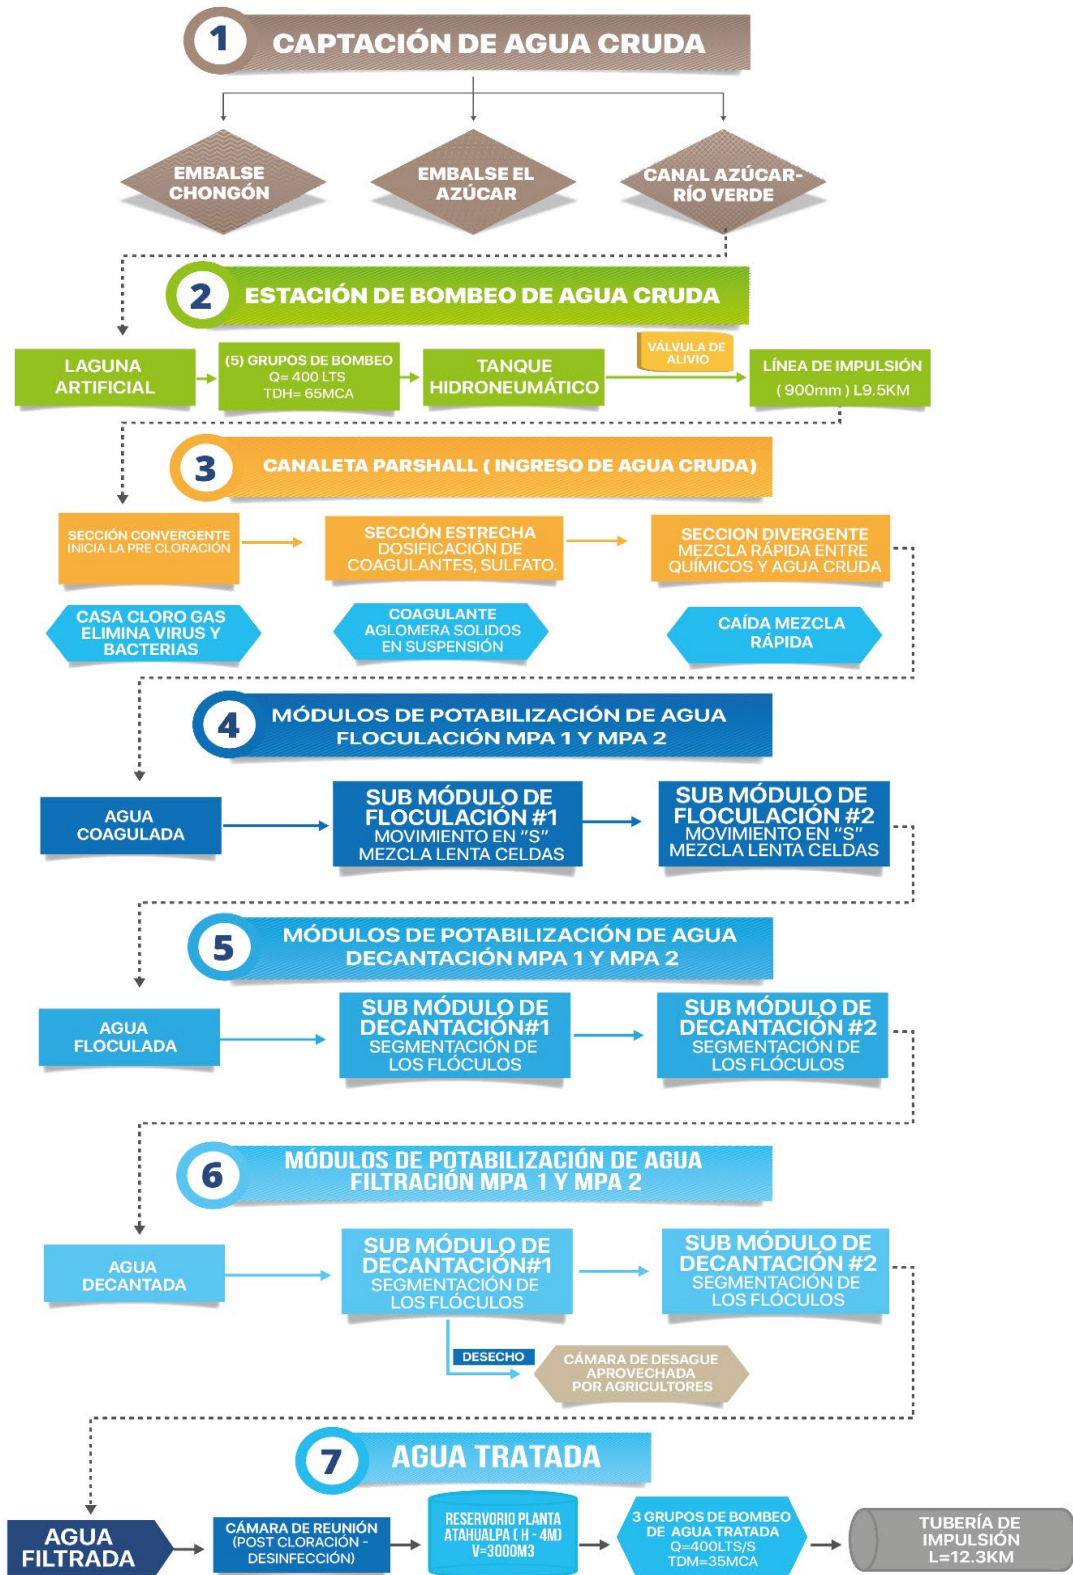 1
CAPTACIÓN DE AGUA CRUDA
EMBALSE
CHONGÓN
EMBALSE EL
AZÚCAR
CANAL AZÚCAR-
RÍO VERDE
2
ESTACIÓN DE BOMBEO DE AGUA CRUDA
LAGUNA
ARTIFICIAL
(5) GRUPOS DE BOMBEO
Q= 400 LTS
TDH= 65MCA
TANQUE
HIDRONEUMÁTICO
VÁLVULA DE
ALIVIO
LÍNEA DE IMPULSIÓN
( 900mm ) L9.5KM
3
CANALETA PARSHALL ( INGRESO DE AGUA CRUDA)
SECCIÓN CONVERGENTE
INICIA LA PRE CLORACIÓN
SECCIÓN ESTRECHA
DOSIFICACIÓN DE
COAGULANTES, SULFATO.
SECCION DIVERGENTE
MEZCLA RÁPIDA ENTRE
QUÍMICOS Y AGUA CRUDA
CASA CLORO GAS
ELIMINA VIRUS Y
BACTERIAS
COAGULANTE
AGLOMERA SOLIDOS
EN SUSPENSIÓN
CAÍDA MEZCLA
RÁPIDA
4
MÓDULOS DE POTABILIZACIÓN DE AGUA
FLOCULACIÓN MPA 1 Y MPA 2
AGUA
COAGULADA
SUB MÓDULO DE
FLOCULACIÓN #1
MOVIMIENTO EN “S”
MEZCLA LENTA CELDAS
SUB MÓDULO DE
FLOCULACIÓN #2
MOVIMIENTO EN “S”
MEZCLA LENTA CELDAS
5
MÓDULOS DE POTABILIZACIÓN DE AGUA
DECANTACIÓN MPA 1 Y MPA 2
AGUA
FLOCULADA
SUB MÓDULO DE
DECANTACIÓN#1
SEGMENTACIÓN DE
LOS FLÓCULOS
SUB MÓDULO DE
DECANTACIÓN #2
SEGMENTACIÓN DE
LOS FLÓCULOS
6
MÓDULOS DE POTABILIZACIÓN DE AGUA
FILTRACIÓN MPA 1 Y MPA 2
AGUA
DECANTADA
SUB MÓDULO DE
DECANTACIÓN#1
SEGMENTACIÓN DE
LOS FLÓCULOS
SUB MÓDULO DE
DECANTACIÓN #2
SEGMENTACIÓN DE
LOS FLÓCULOS
DESECHO
CÁMARA DE DESAGUE
APROVECHADA
POR AGRICULTORES
7
AGUA TRATADA
AGUA
FILTRADA
CÁMARA DE REUNIÓN
(POST CLORACIÓN -
DESINFECCIÓN)
RESERVORIO PLANTA
ATAHUALPA ( H - 4M)
V=3000M3
3 GRUPOS DE BOMBEO
DE AGUA TRATADA
Q=400LTS/S
TDM=35MCA
TUBERÍA DE
IMPULSIÓN
L=12.3KM